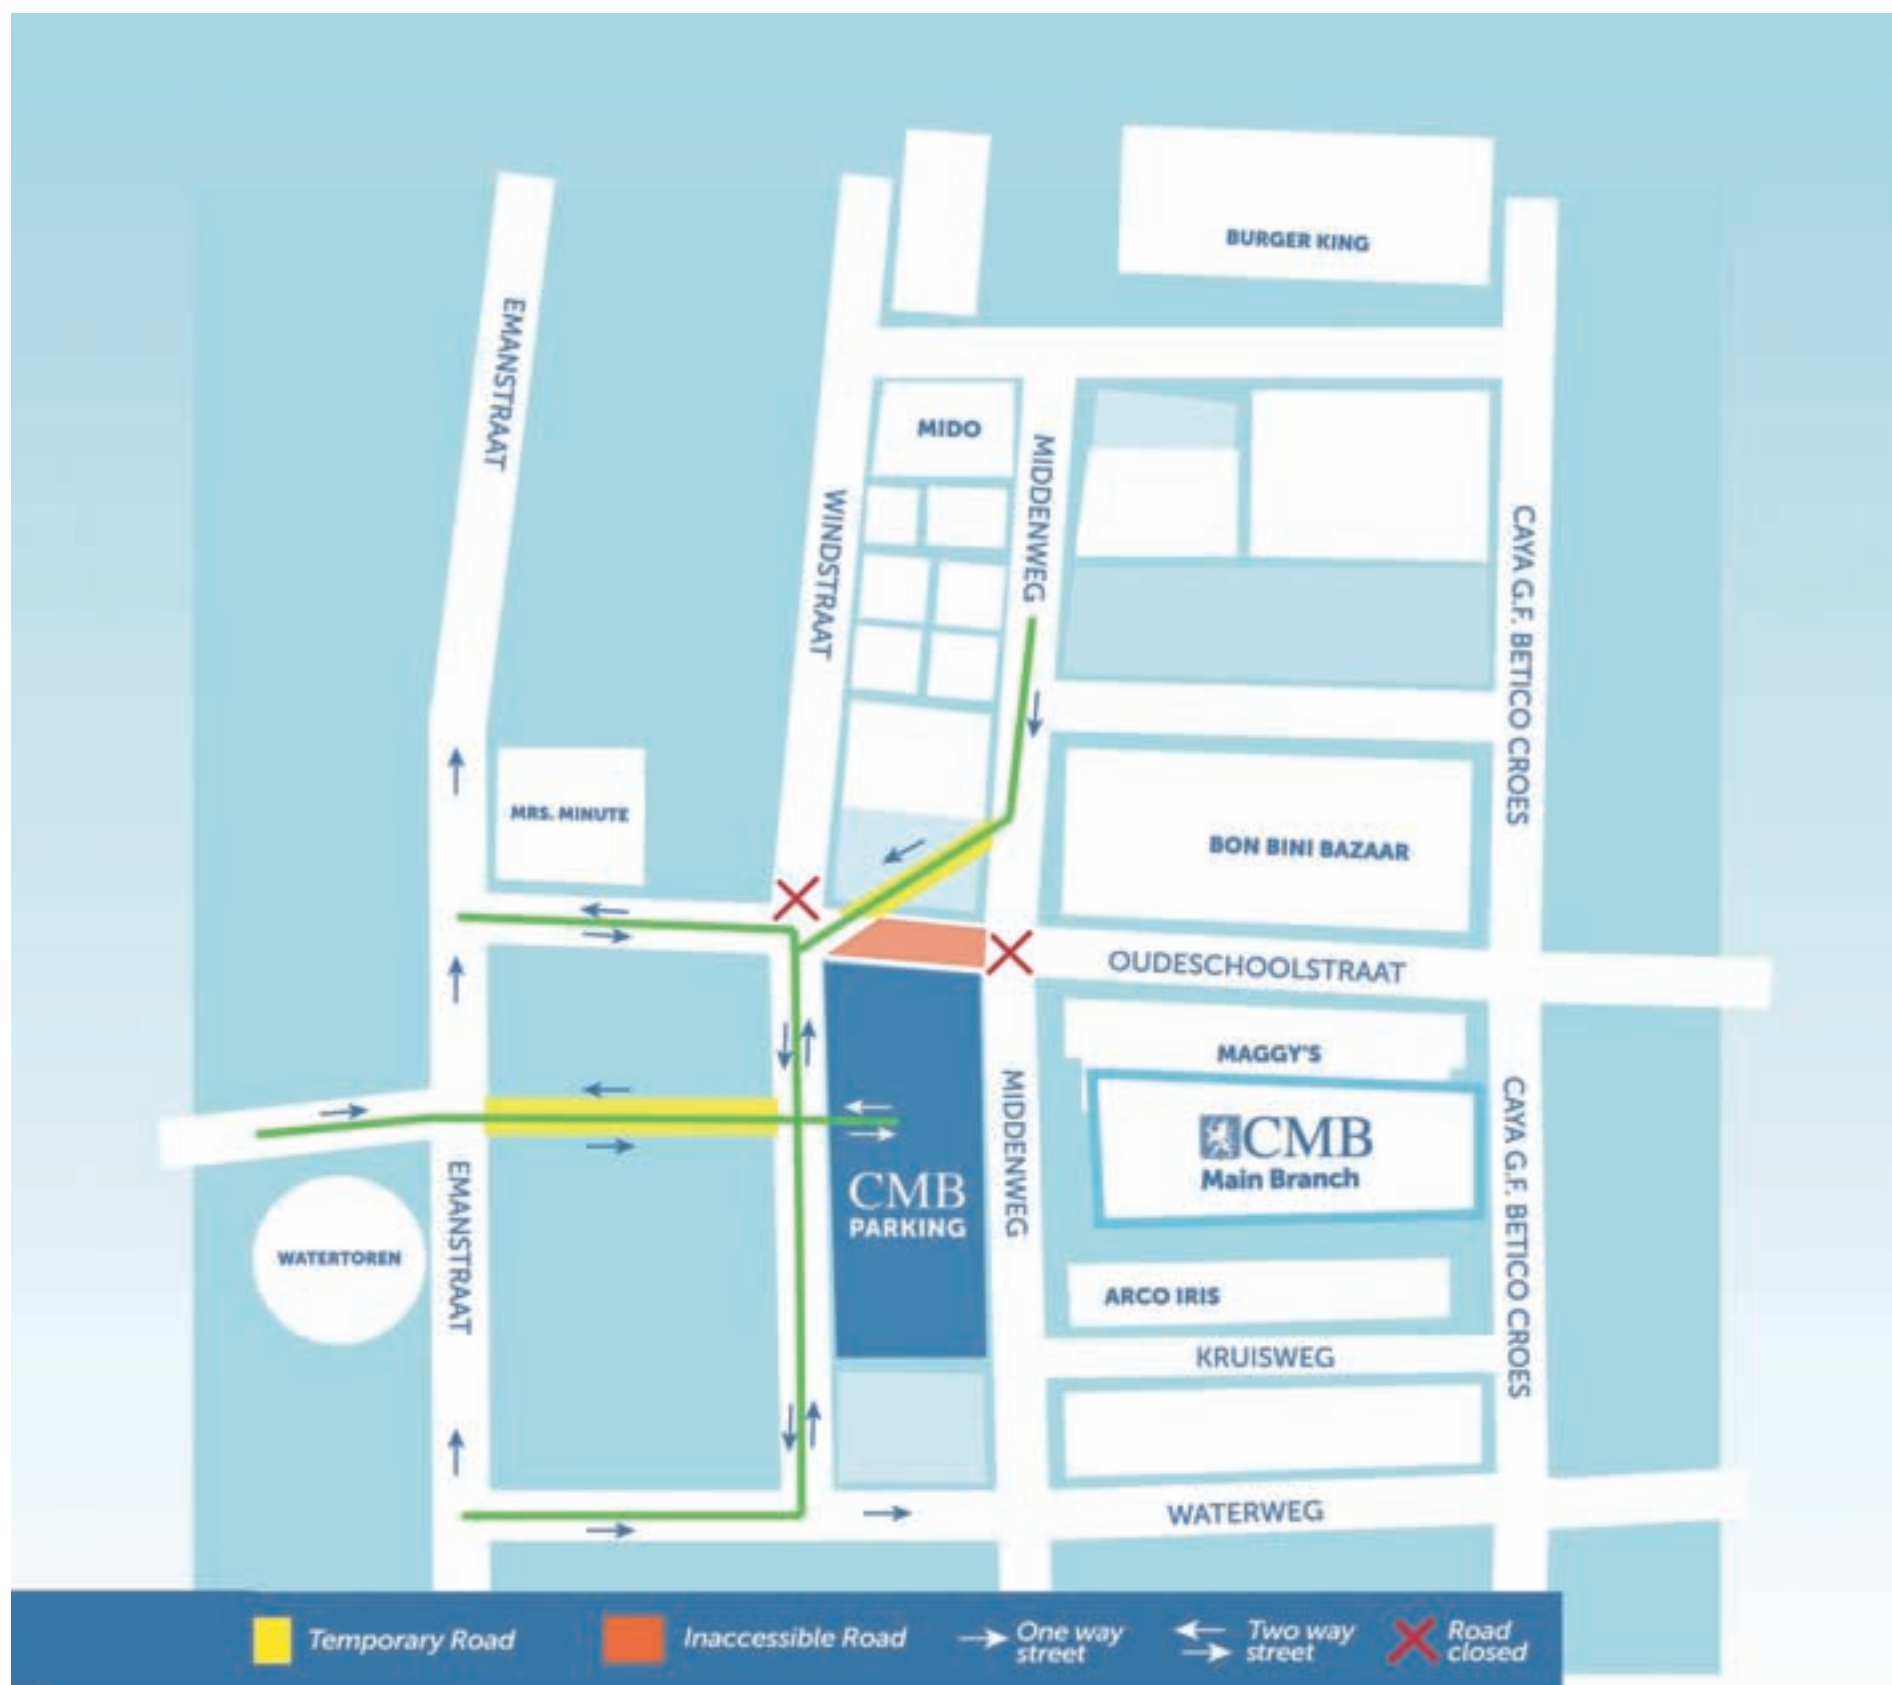 BURGER KING
EMANSTRAAT
MIDO
MIDDENWEG
WINDSTRAAT
CAYA G.F. BETICO CROES
MRS. MINUTE
BON BINI BAZAAR
OUDESCHOOLSTRAAT
MAGGY'S
CMB
Main Branch
MIDDENWEG
CAYA G.F. BETICO CROES
CMB
PARKING
EMANSTRAAT
WATERTOREN
ARCO IRIS
KRUISWEG
WATERWEG
Temporary Road
Inaccessible Road
One way
street
Two way
street
Road
closed